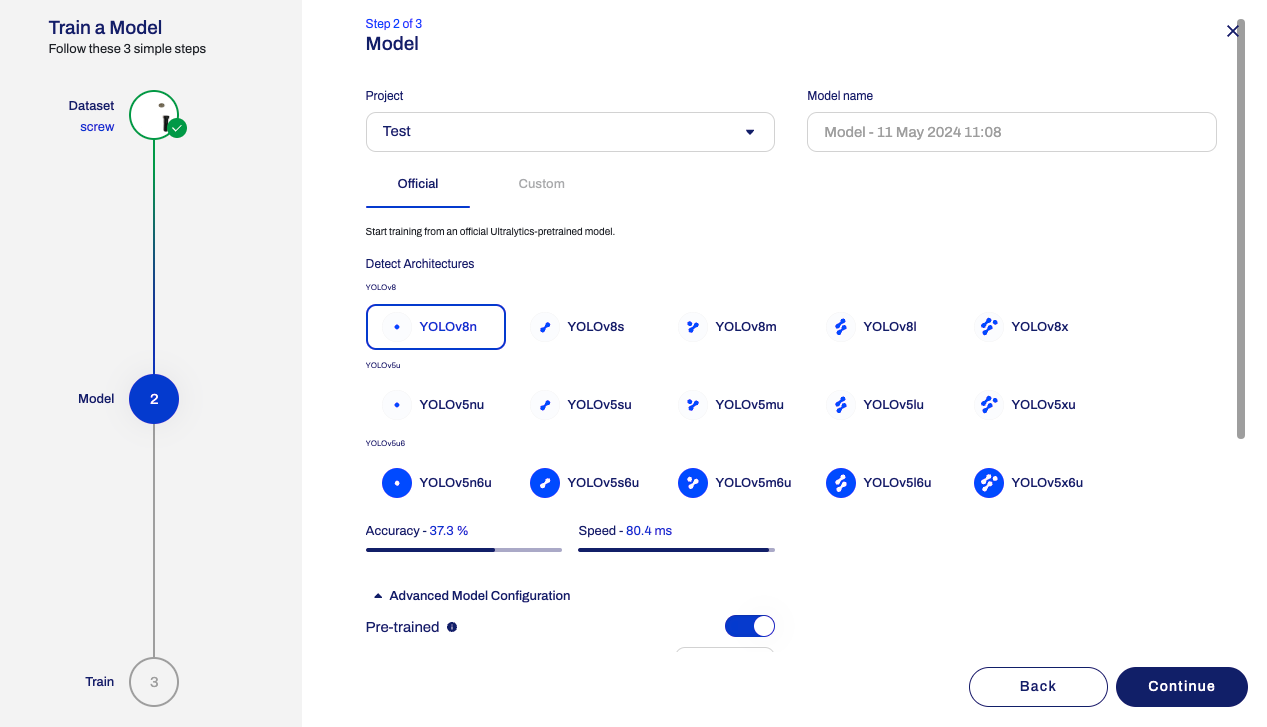 Train a Model
Follow these 3 simple steps
Dataset
screw
Model
2
Train
3
Step 2 of 3
Model
Project
Model name
Test
Model - 11 May 2024 11:08
Official
Custom
Start training from an official Ultralytics-pretrained model.
Detect Architectures
YOLOv8
YOLOv8n
YOLOv8s
YOLOv8m
YOLOv8l
YOLOv8x
YOLOv5u
YOLOv5nu
YOLOv5su
YOLOv5mu
YOLOv5lu
YOLOv5xu
YOLOv5u6
YOLOv5n6u
YOLOv5s6u
YOLOv5m6u
YOLOv5l6u
YOLOv5x6u
Accuracy - 37.3 %
Speed - 80.4 ms
Advanced Model Configuration
Pre-trained
Back
Continue